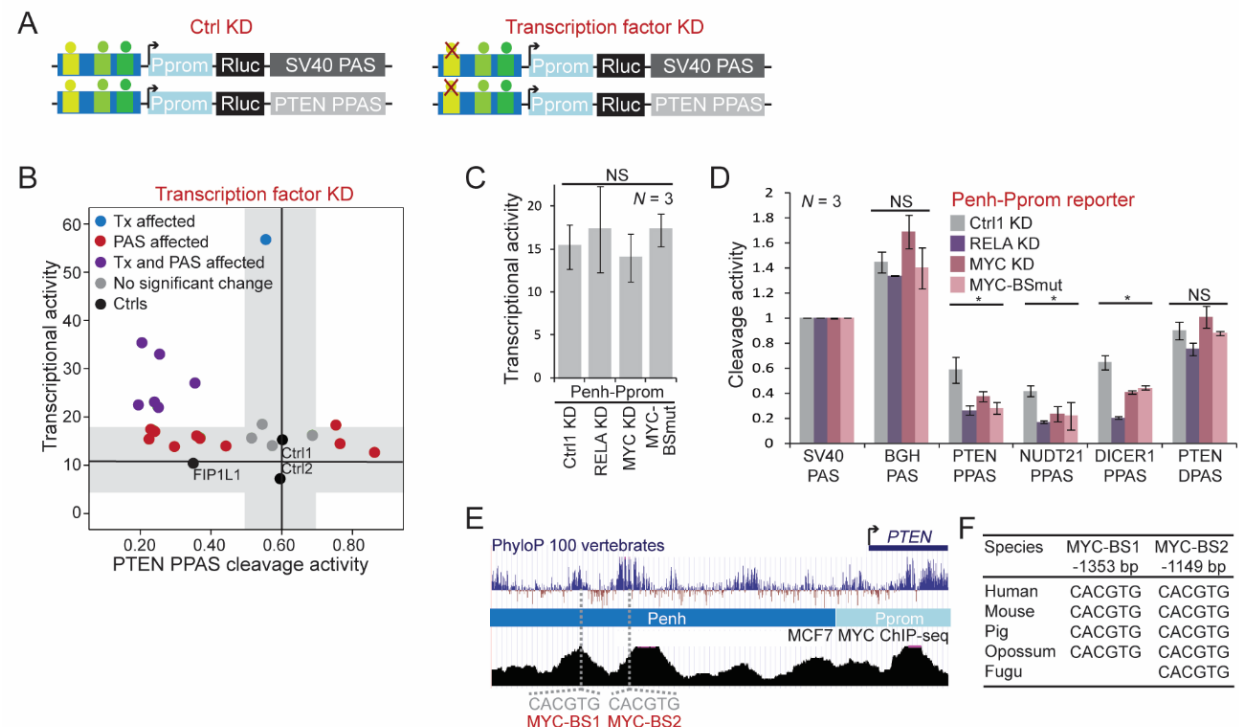 A
Ctrl KD
Transcription factor KD
Pprom Rluc SV40 PAS
Pprom Rluc PTEN PPAS
Pprom Rluc SV40 PAS
Pprom Rluc PTEN PPAS
B
Transcription factor KD
Tx affected
PAS affected
Tx and PAS affected
No significant change
Ctrls
Transcriptional activity
60
50
40
30
20
10
0
Ctrl1
Ctrl2
FIP1L1
0.20 0.40 0.60 0.80
PTEN PPAS cleavage activity
C
NS
N = 3
Transcriptional activity
20
15
10
5
0
Penh-Pprom
Ctrl1 KD
RELA KD
MYC KD
MYC-
BSmut
D
N = 3
NS
Penh-Pprom reporter
Ctrl1 KD
RELA KD
MYC KD
MYC-BSmut
Cleavage activity
2
1.8
1.6
1.4
1.2
1
0.8
0.6
0.4
0.2
0
* * * NS
SV40 PAS
BGH PAS
PTEN PPAS
NUDT21 PPAS
DICER1 PPAS
PTEN DPAS
E
PhyloP 100 vertebrates
PTEN
Penh Pprom
MCF7 MYC ChIP-seq
CACGTG CACGTG
MYC-BS1 MYC-BS2
F
Species MYC-BS1 MYC-BS2
-1353 bp -1149 bp
Human CACGTG CACGTG
Mouse CACGTG CACGTG
Pig CACGTG CACGTG
Opossum CACGTG CACGTG
Fugu CACGTG